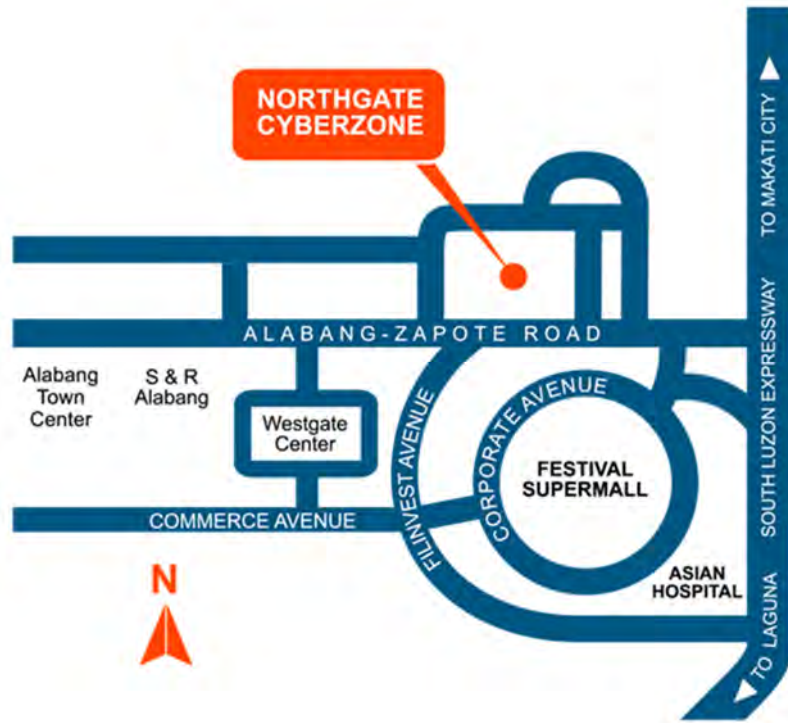 NORTHGATE
CYBERZONE
TO MAKATI CITY
ALABANG-ZAPOTE ROAD
Alabang
Town
Center
S & R
Alabang
Westgate
Center
FILINVEST AVENUE
CORPORATE AVENUE
FESTIVAL
SUPERMALL
SOUTH LUZON EXPRESSWAY
COMMERCE AVENUE
ASIAN
HOSPITAL
N
TO LAGUNA